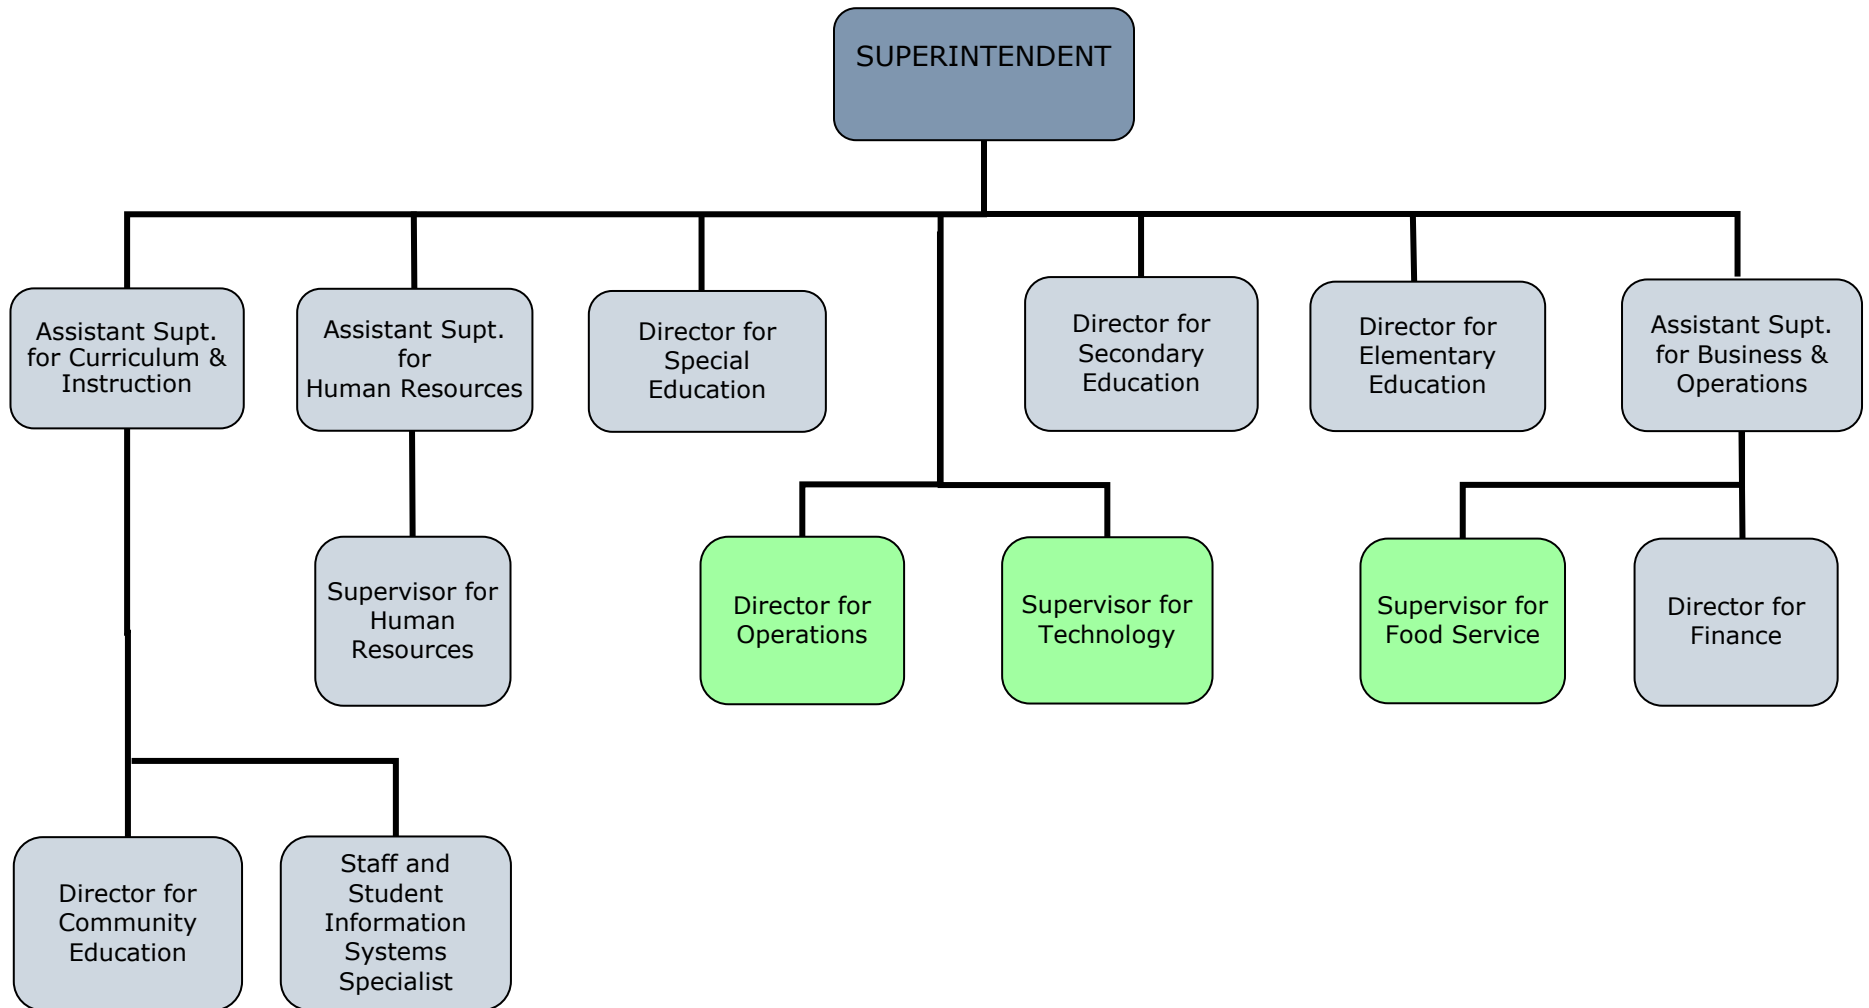 SUPERINTENDENT
Assistant Supt.
for Curriculum &
Instruction
Assistant Supt.
for
Human Resources
Director for
Special
Education
Director for
Secondary
Education
Director for
Elementary
Education
Assistant Supt.
for Business &
Operations
Supervisor for
Human
Resources
Director for
Operations
Supervisor for
Technology
Supervisor for
Food Service
Director for
Finance
Director for
Community
Education
Staff and
Student
Information
Systems
Specialist